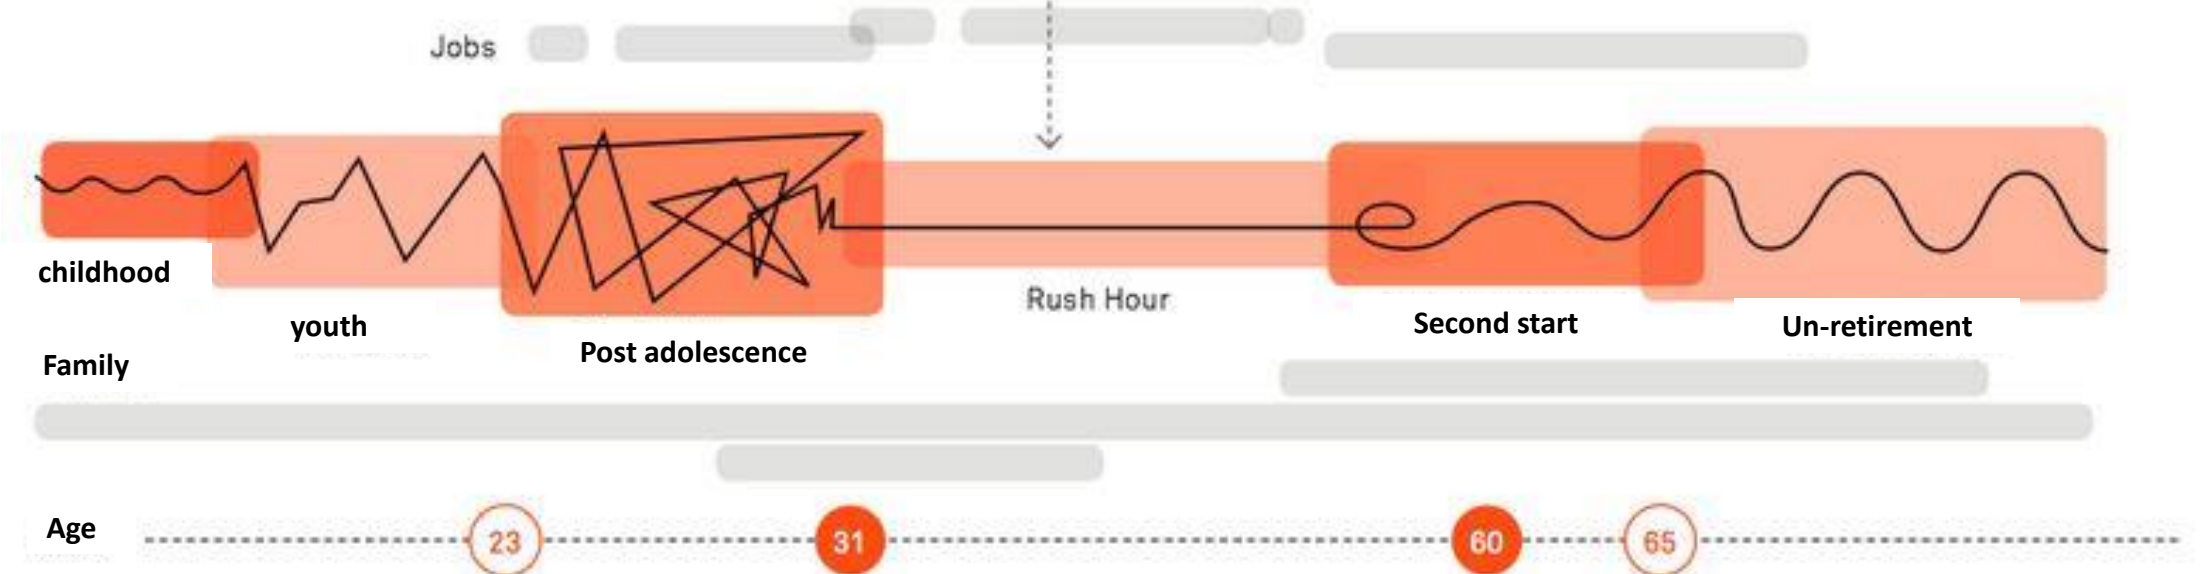 Jobs
childhood
youth
Post adolescence
Rush Hour
Second start
Un-retirement
Family
Age
23
31
60
65